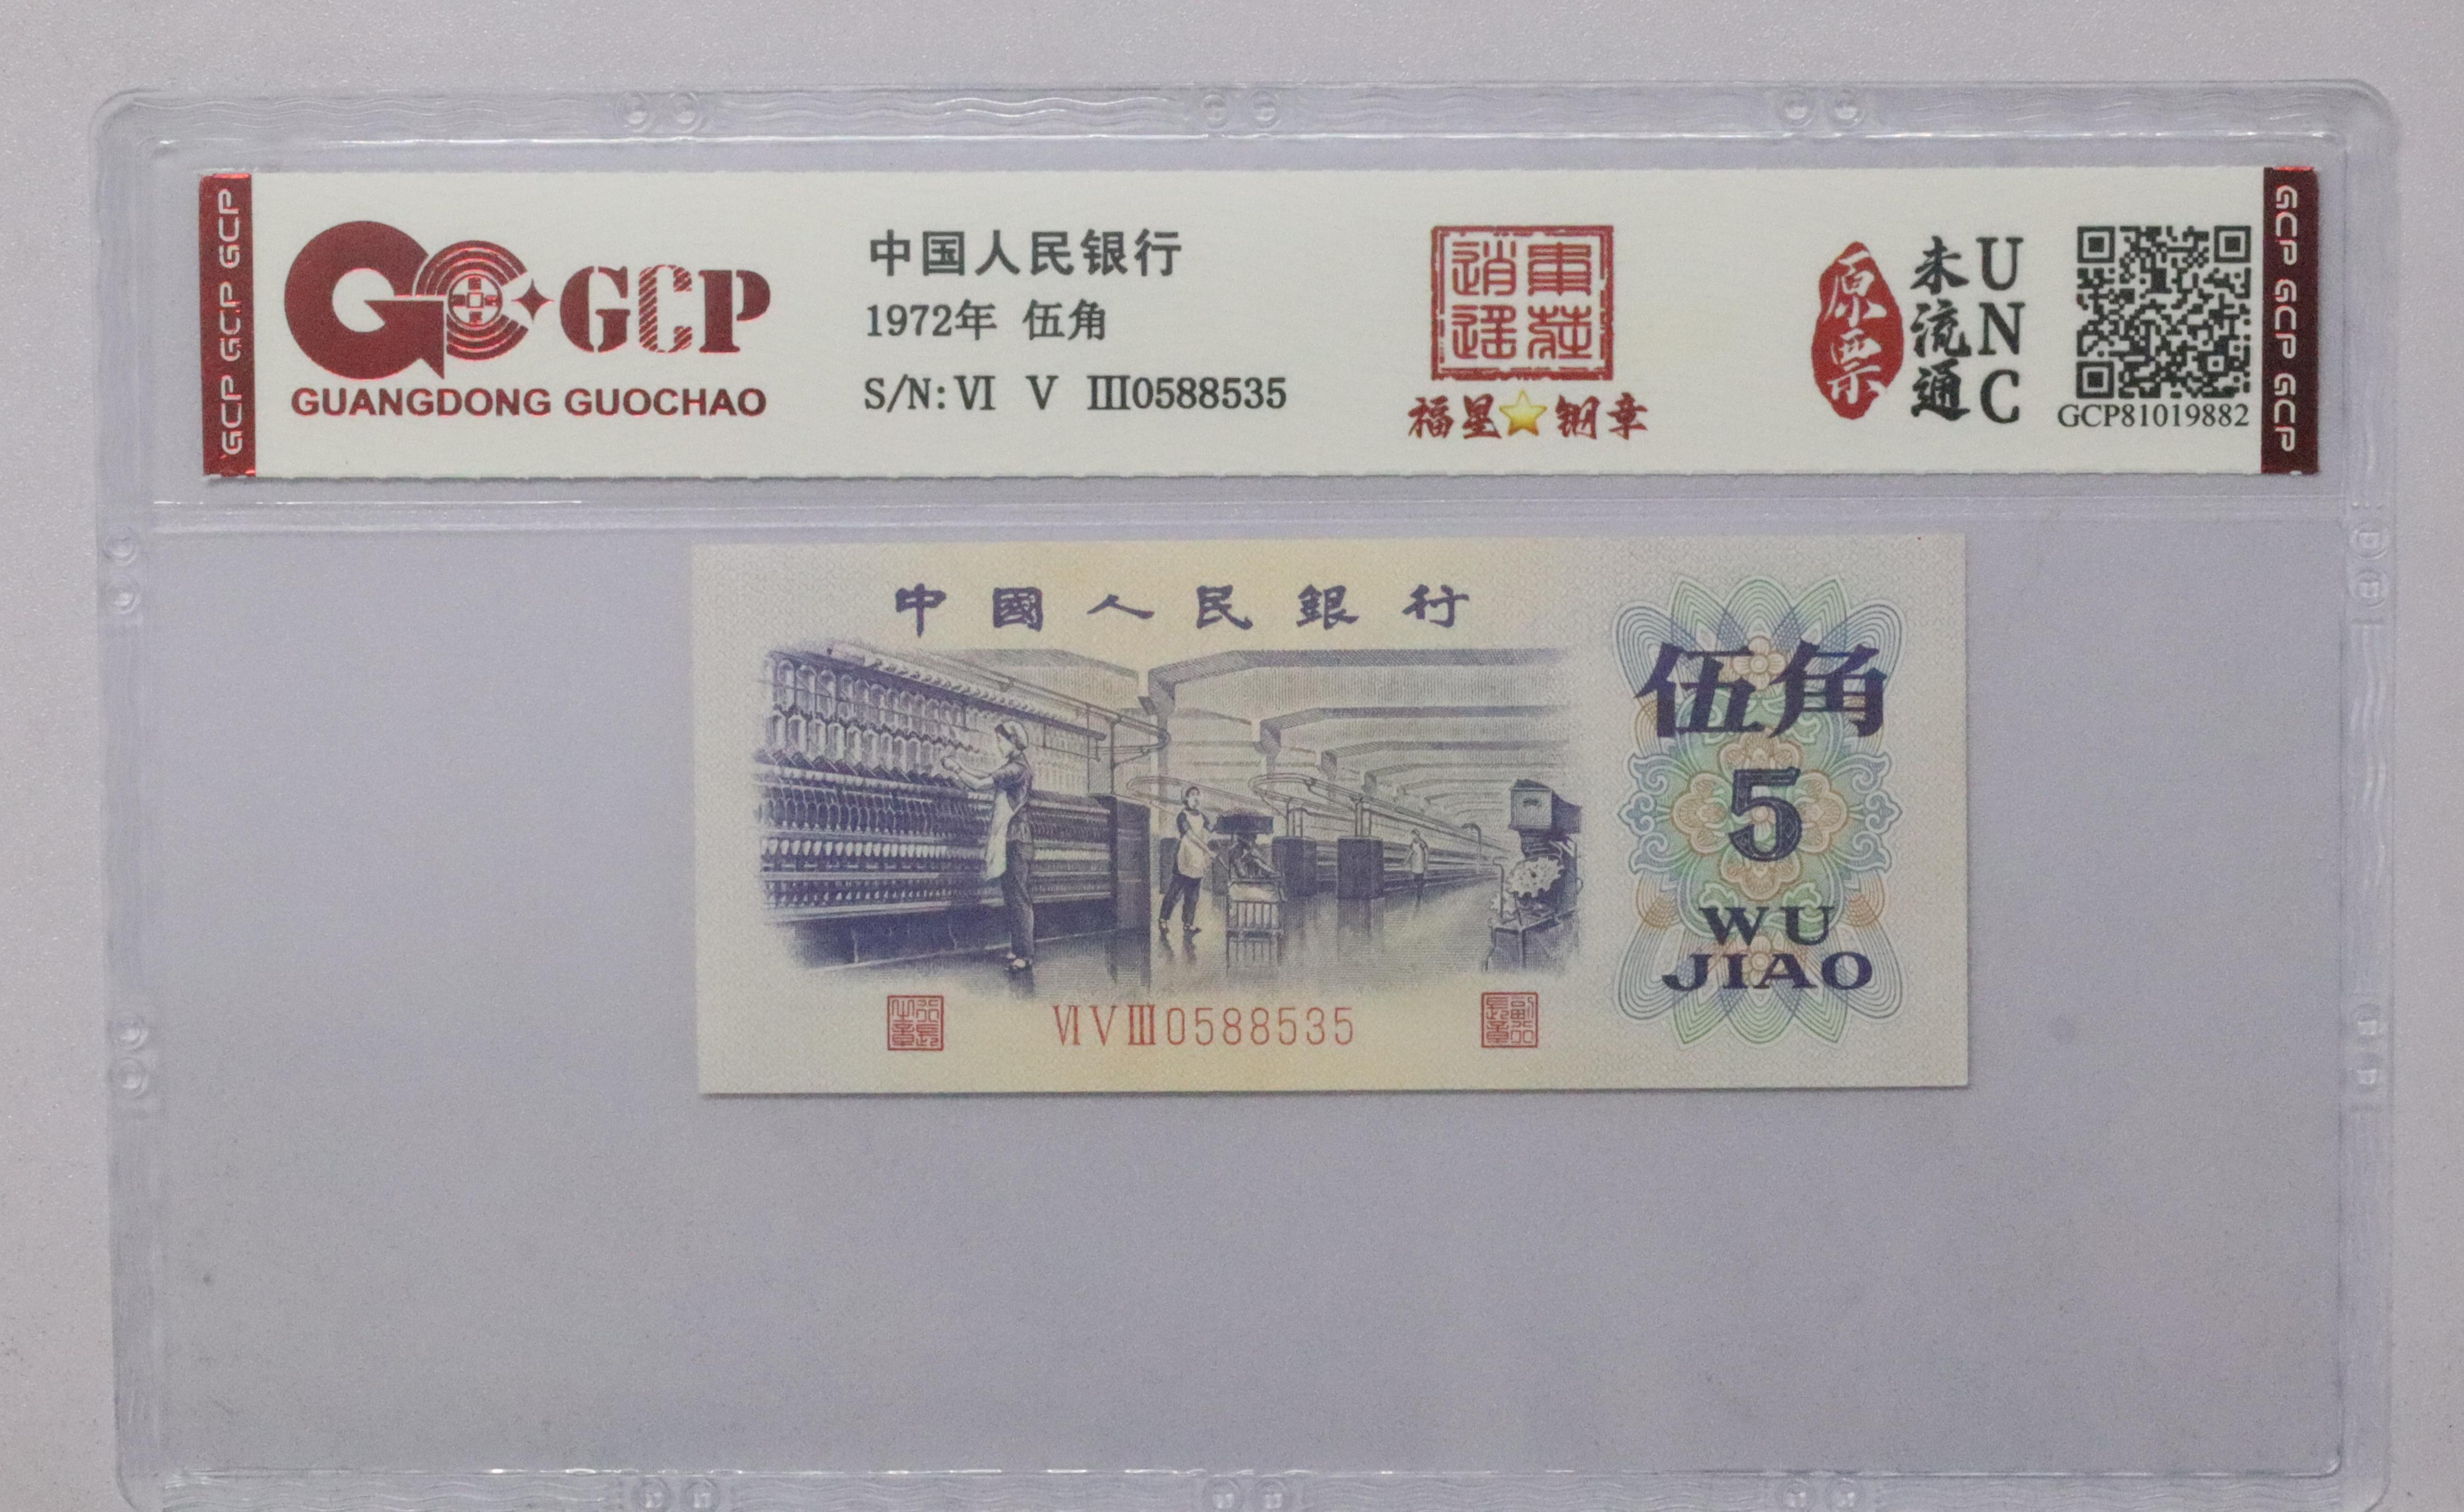 GCP GCP GCP
GCP
GUANGDONG GUOCHAO
中国人民银行
1972年 伍角
S/N: Ⅵ Ⅴ Ⅲ0588535
福星⭐钢章
原票
未流通
UNC
GCP81019882
GCP GCP GCP
中國人民銀行
伍角
5
WU
JIAO
ⅥⅤⅢ0588535